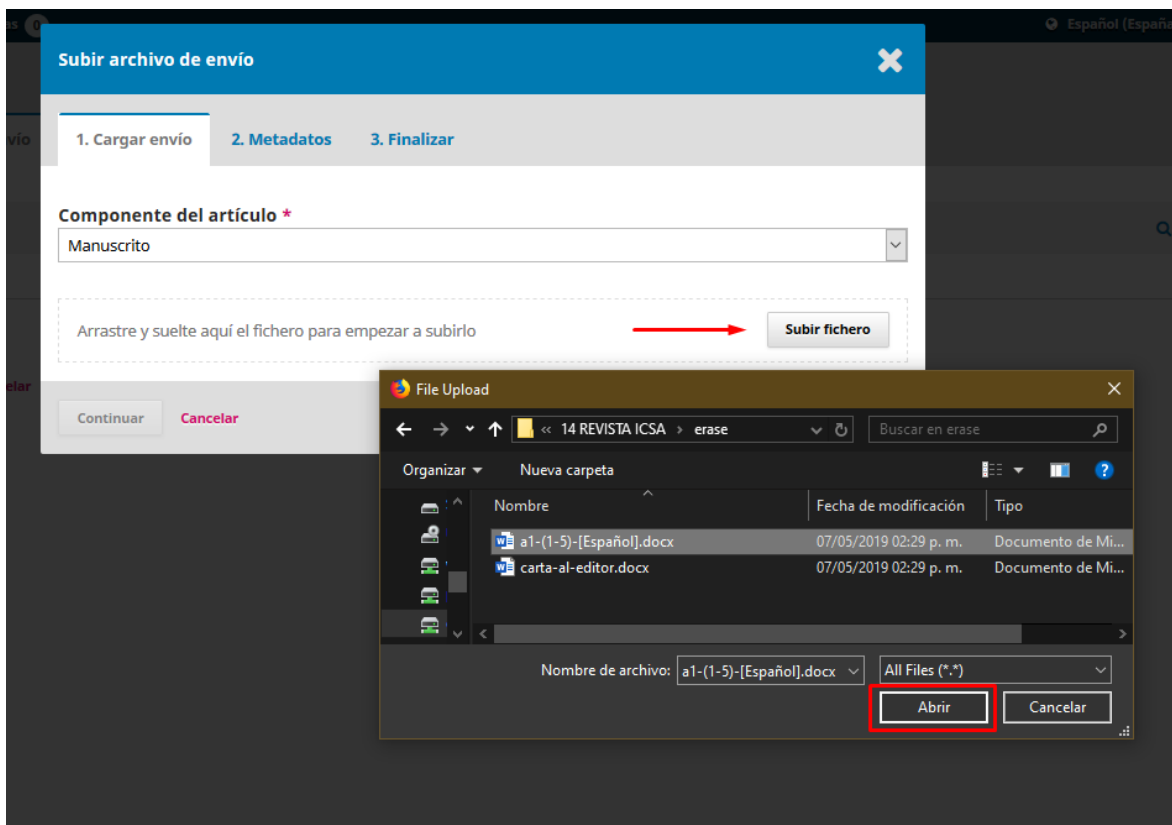 as 0
Español (España
Subir archivo de envío
vío
1. Cargar envío 2. Metadatos 3. Finalizar
Componente del artículo *
Manuscrito
Arrastre y suelte aquí el fichero para empezar a subirlo Subir fichero
elar
Continuar Cancelar
File Upload
« 14 REVISTA ICSA > erase Buscar en erase
Organizar Nueva carpeta ?
Nombre Fecha de modificación Tipo
a1-(1-5)-[Español].docx 07/05/2019 02:29 p. m. Documento de Mi...
carta-al-editor.docx 07/05/2019 02:29 p. m. Documento de Mi...
Nombre de archivo: a1-(1-5)-[Español].docx All Files (*.*)
Abrir Cancelar